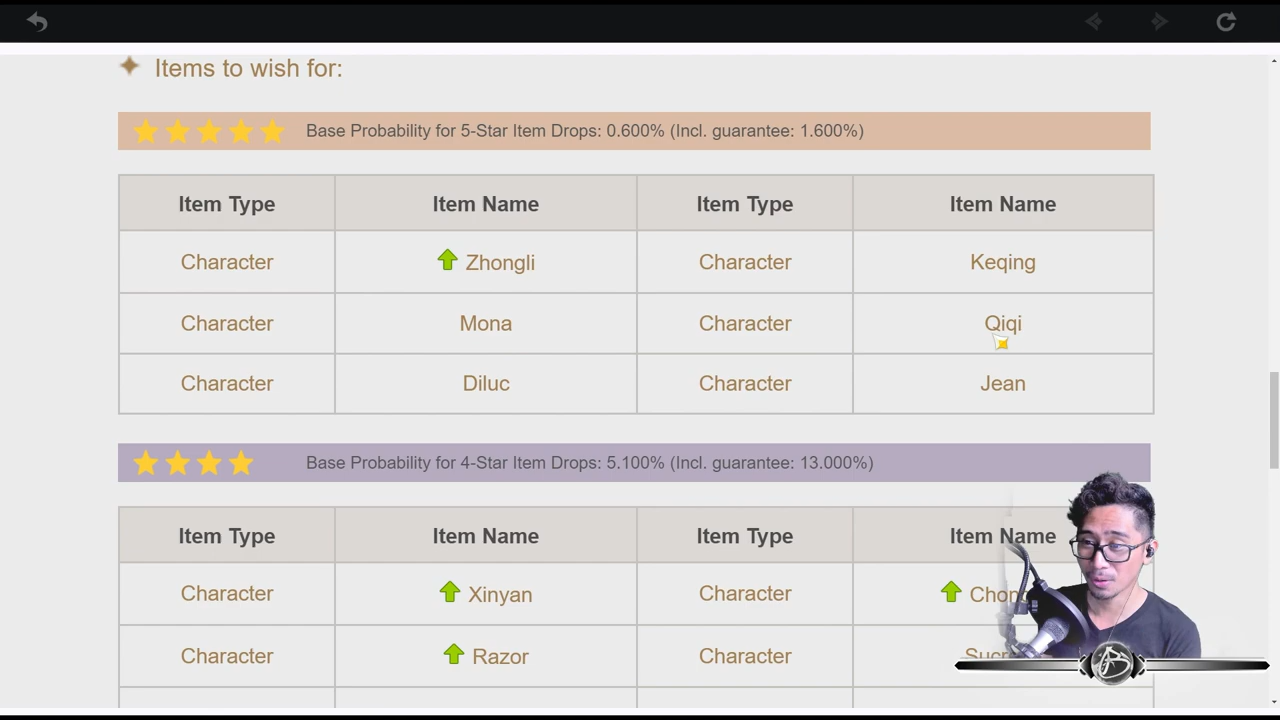 Items to wish for:
Base Probability for 5-Star Item Drops: 0.600% (Incl. guarantee: 1.600%)
Item Type Item Name Item Type Item Name
Character Zhongli Character Keqing
Character Mona Character Qiqi
Character Diluc Character Jean
Base Probability for 4-Star Item Drops: 5.100% (Incl. guarantee: 13.000%)
Item Type Item Name Item Type Item Name
Character Xinyan Character
Character Razor Character